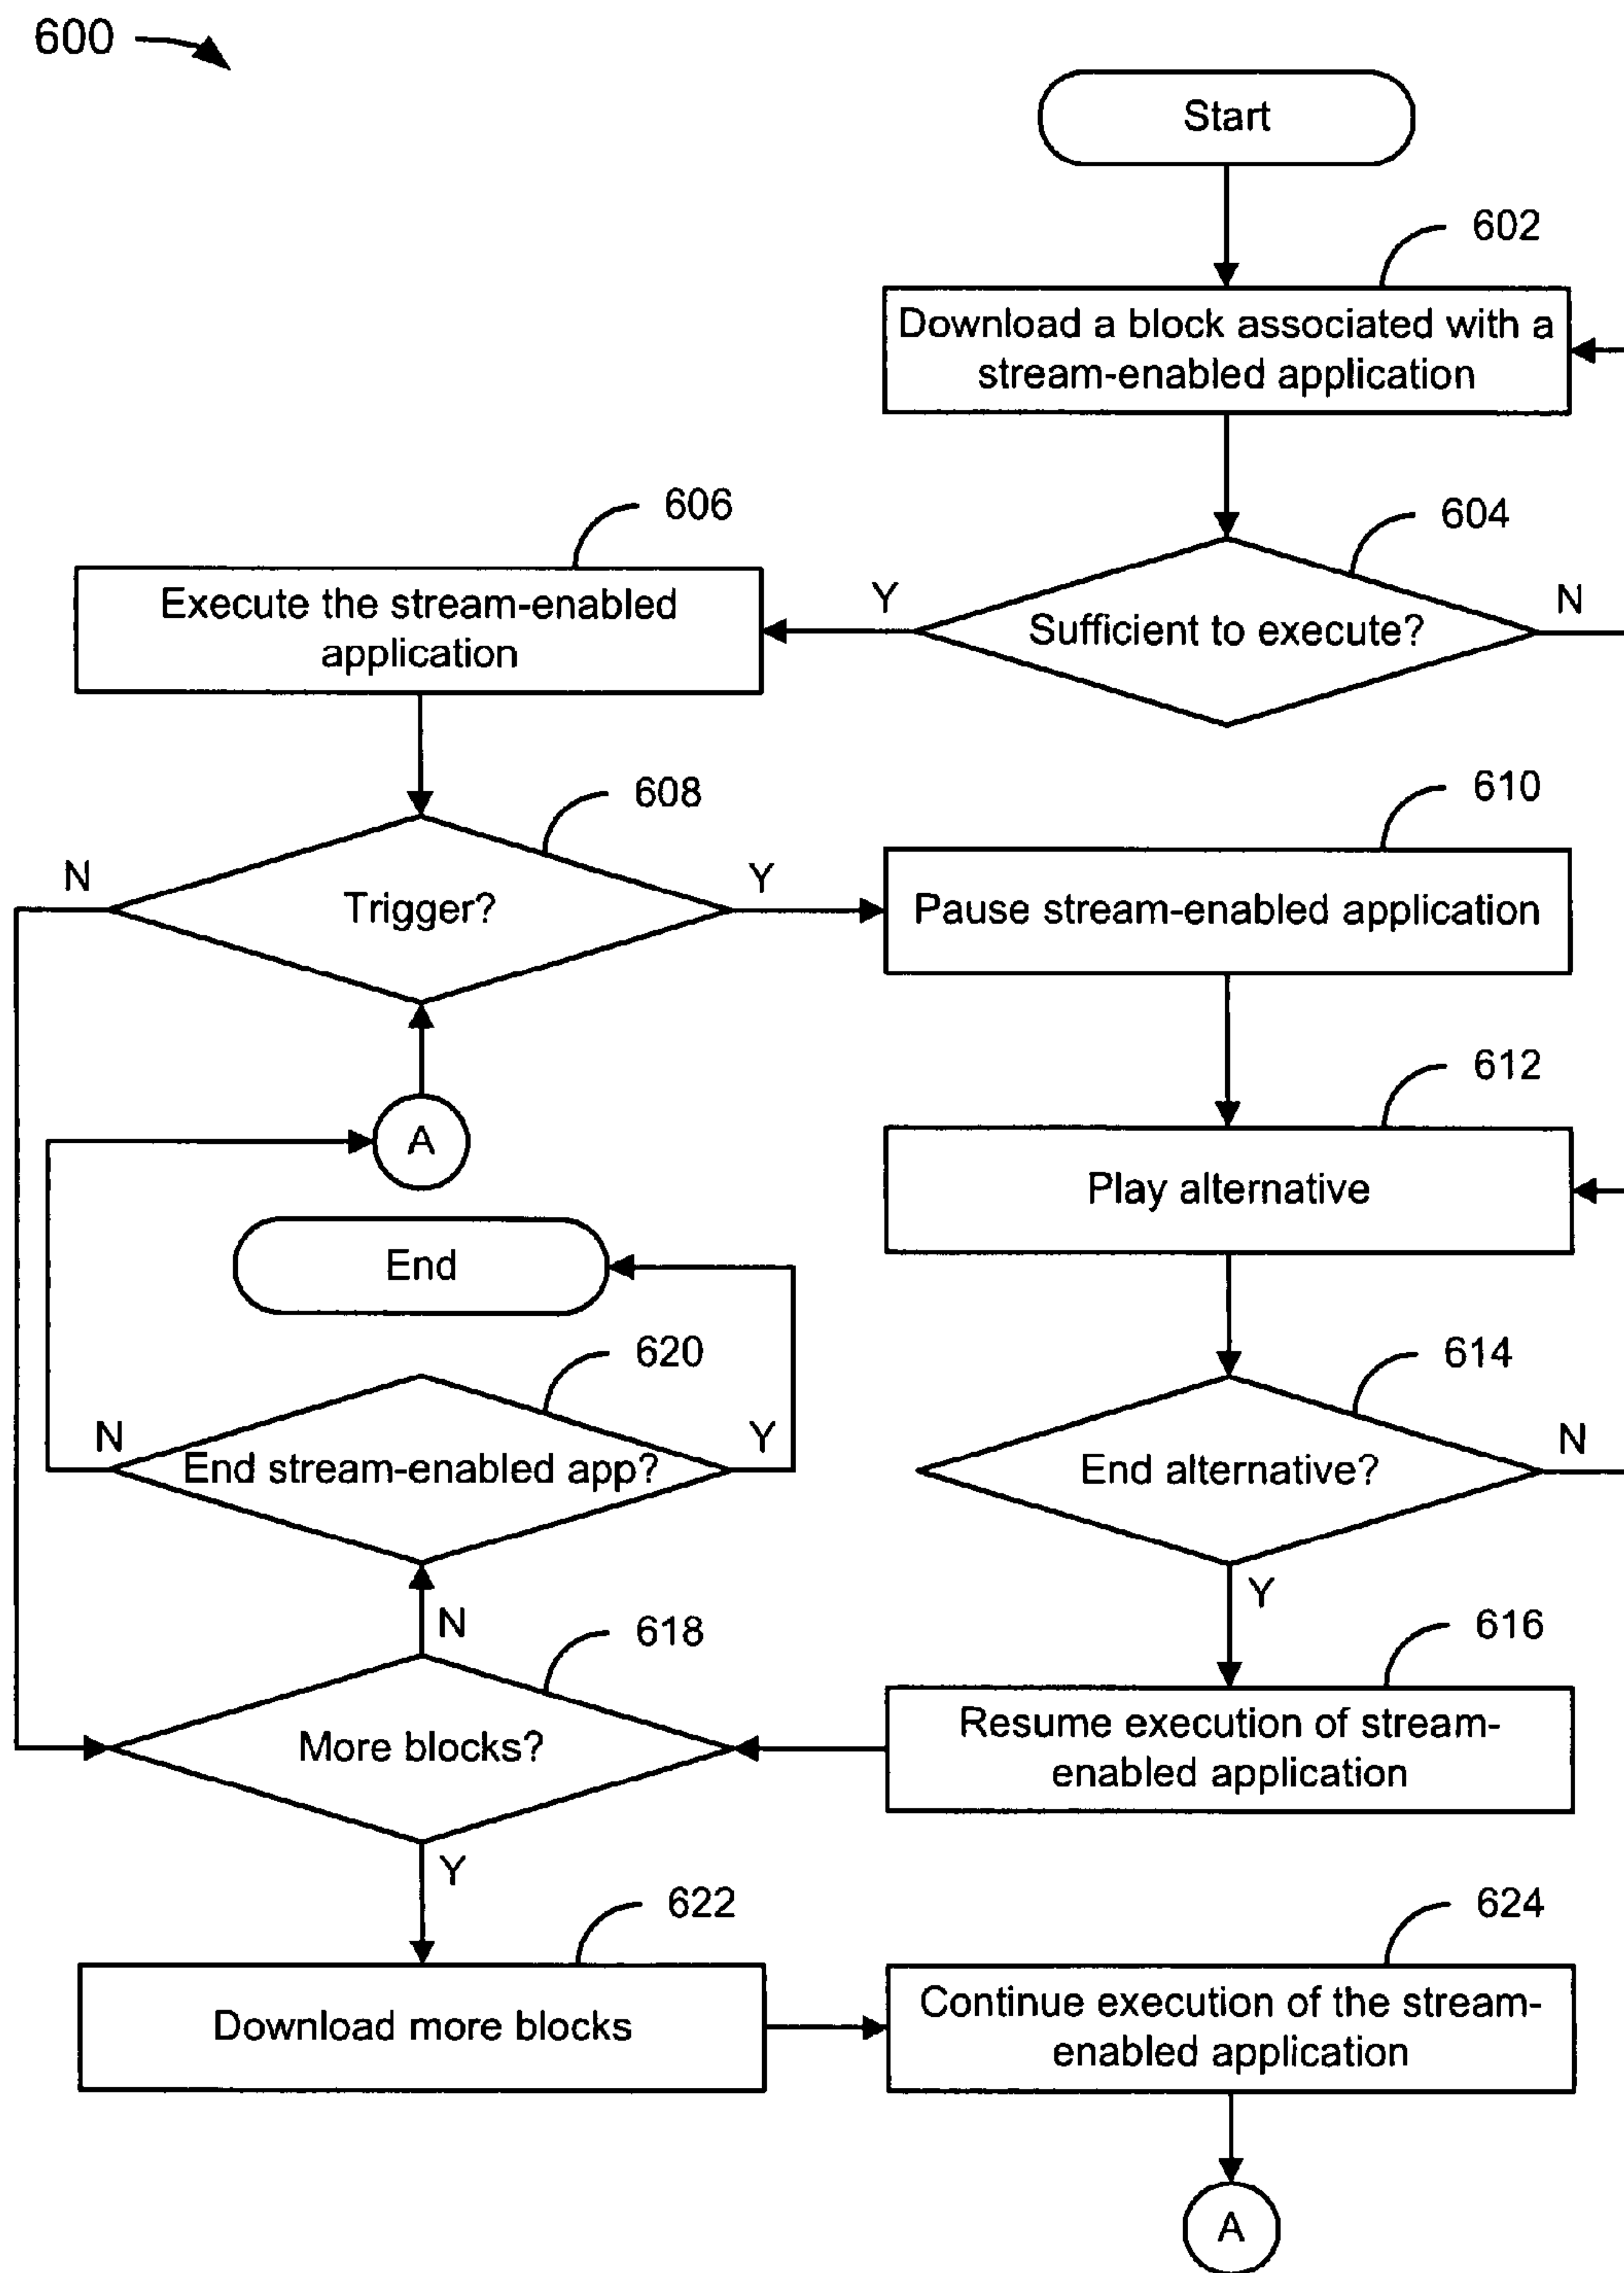 600
Start
602
Download a block associated with a
stream-enabled application
604
Sufficient to execute?
Y
N
606
Execute the stream-enabled
application
608
Trigger?
N
Y
610
Pause stream-enabled application
612
Play alternative
A
End
614
End alternative?
N
Y
620
End stream-enabled app?
N
Y
616
Resume execution of stream-
enabled application
618
More blocks?
N
Y
622
Download more blocks
624
Continue execution of the stream-
enabled application
A